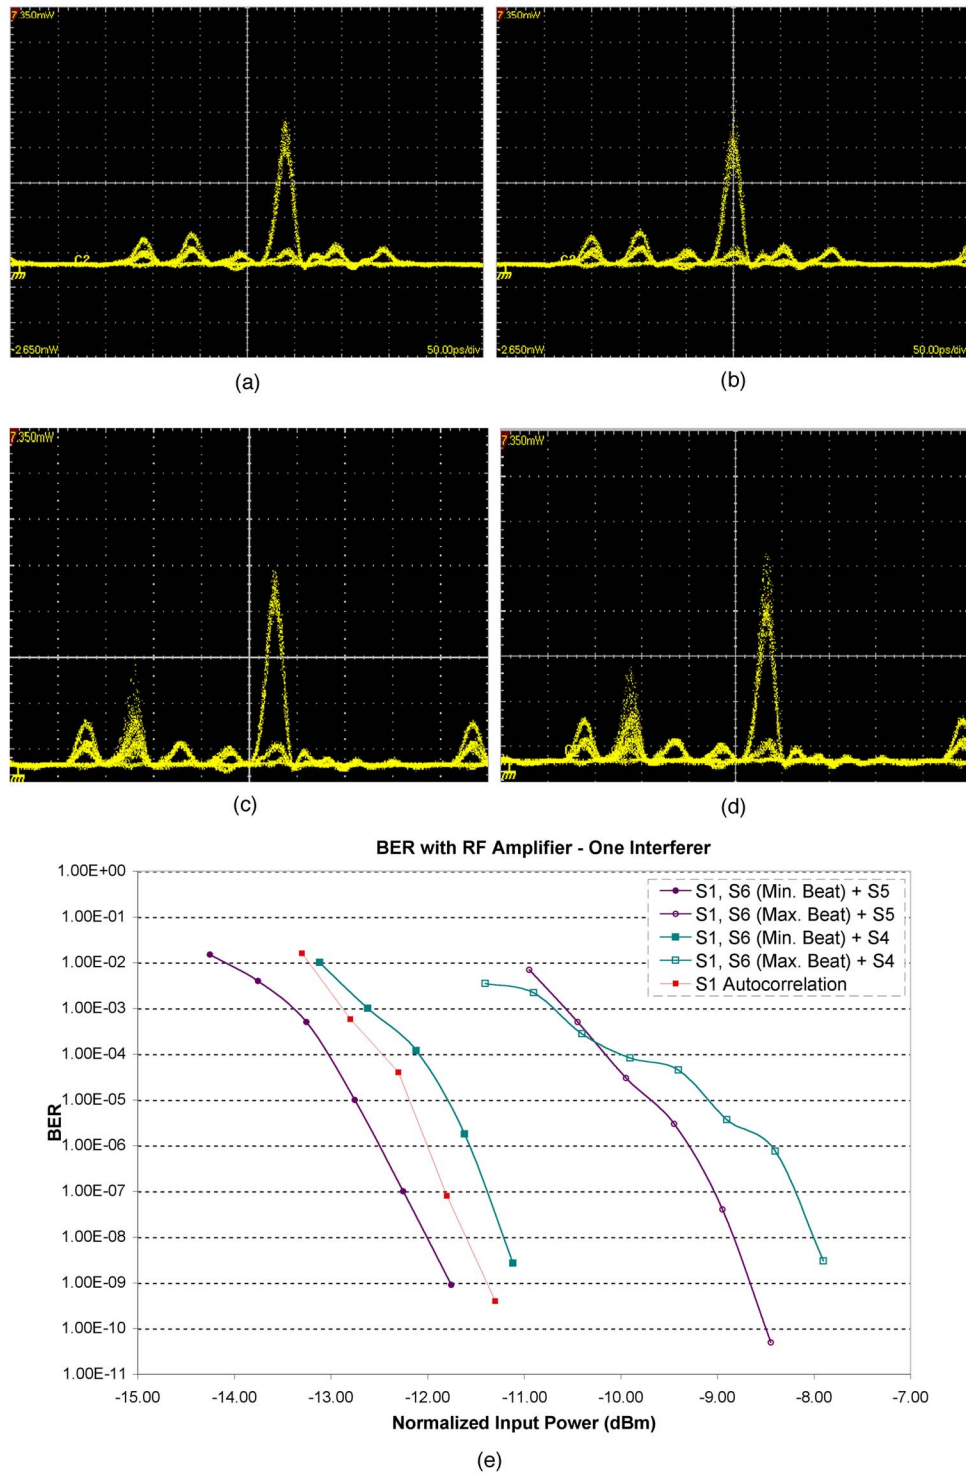 7.350mW
7.350mW
C2
C2
-2.650mW
50.00ps/div
-2.650mW
50.00ps/div
(a)
(b)
7.350mW
7.350mW
(c)
(d)
BER with RF Amplifier - One Interferer
1.00E+00
1.00E-01
1.00E-02
1.00E-03
1.00E-04
1.00E-05
1.00E-06
1.00E-07
1.00E-08
1.00E-09
1.00E-10
1.00E-11
BER
S1, S6 (Min. Beat) + S5
S1, S6 (Max. Beat) + S5
S1, S6 (Min. Beat) + S4
S1, S6 (Max. Beat) + S4
S1 Autocorrelation
-15.00
-14.00
-13.00
-12.00
-11.00
-10.00
-9.00
-8.00
-7.00
Normalized Input Power (dBm)
(e)